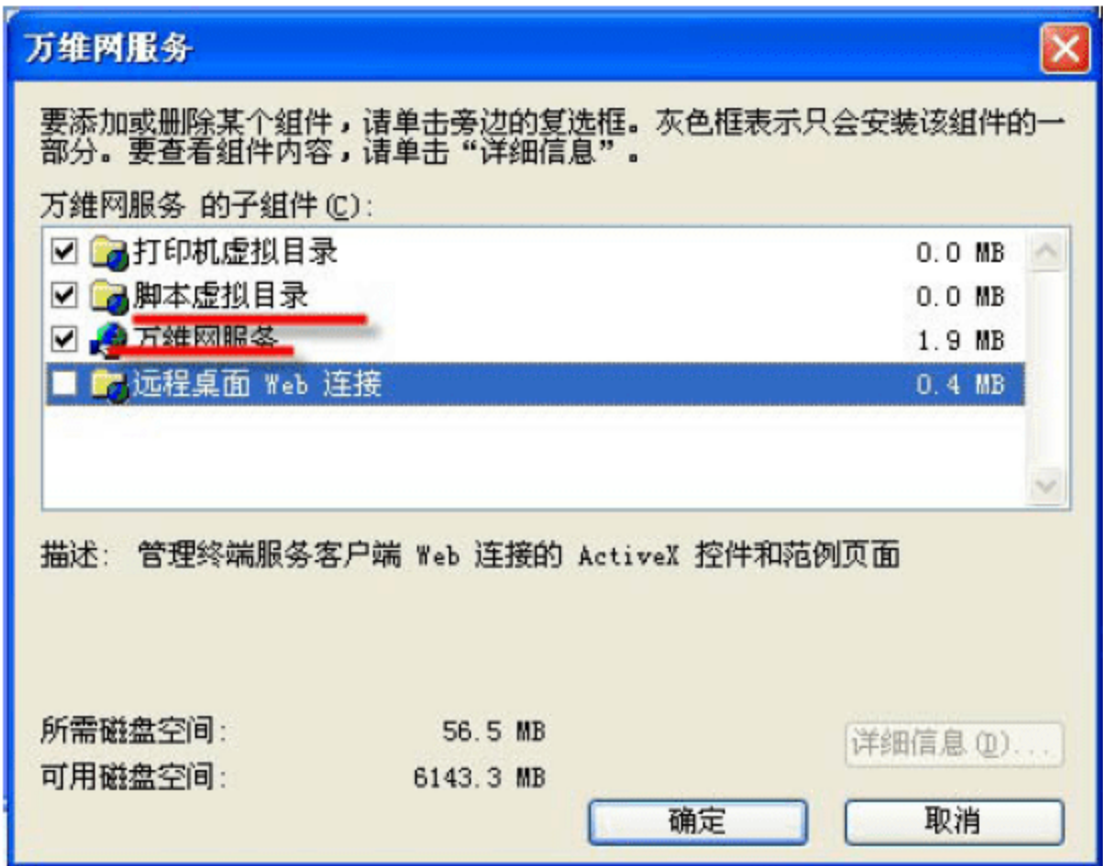 万维网服务
要添加或删除某个组件，请单击旁边的复选框。灰色框表示只会安装该组件的一
部分。要查看组件内容，请单击“详细信息”。
万维网服务 的子组件(C):
打印机虚拟目录 0.0 MB
脚本虚拟目录 0.0 MB
万维网服务 1.9 MB
远程桌面 Web 连接 0.4 MB
描述: 管理终端服务客户端 Web 连接的 ActiveX 控件和范例页面
所需磁盘空间: 56.5 MB
详细信息(D)...
可用磁盘空间: 6143.3 MB
确定 取消